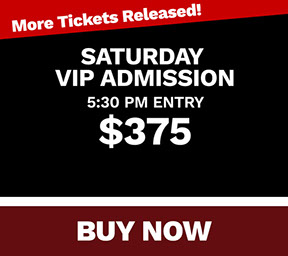 More Tickets Released!
SATURDAY
VIP ADMISSION
5:30 PM ENTRY
$375
BUY NOW